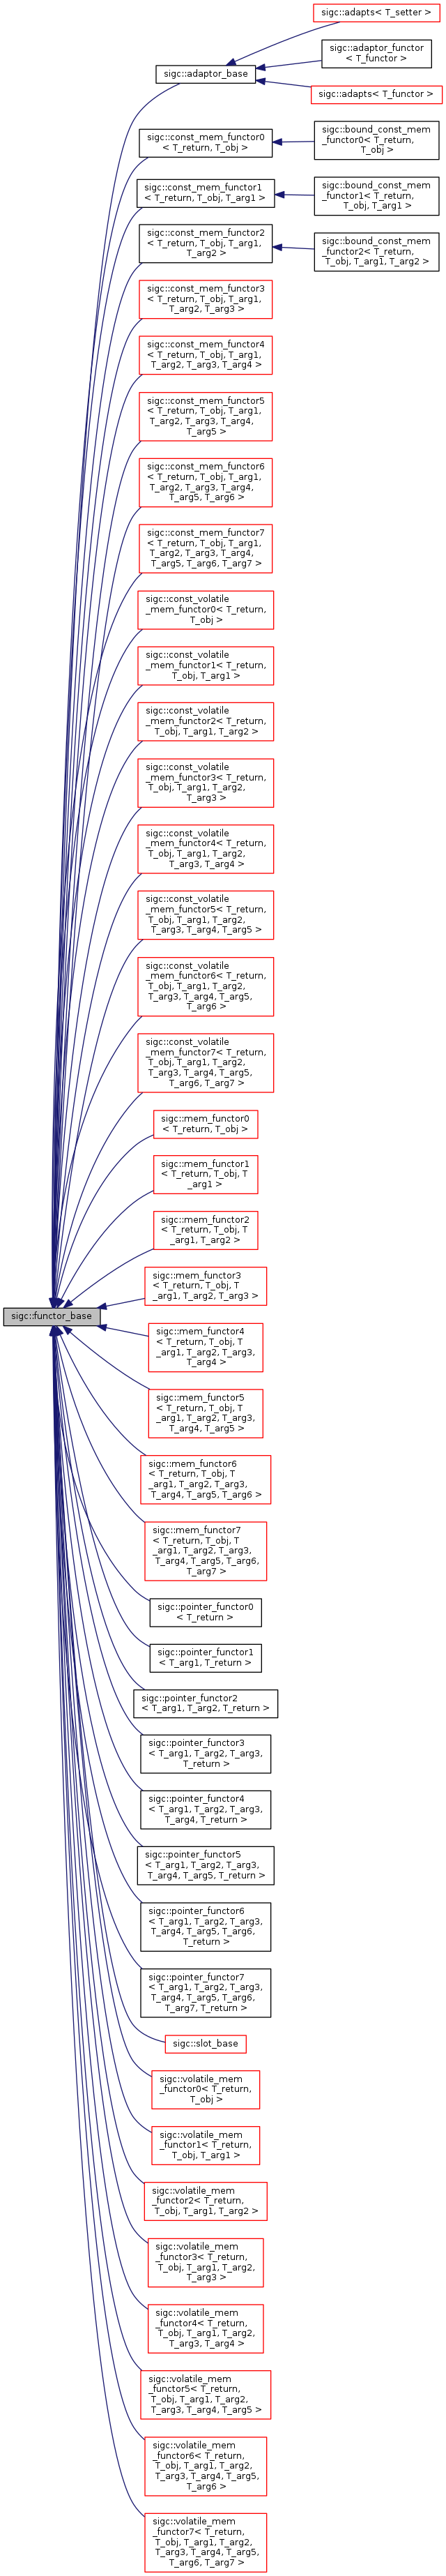 sigc::adapts< T_setter >
sigc::adaptor_functor
< T_functor >
sigc::adaptor_base
sigc::adapts< T_functor >
sigc::const_mem_functor0
< T_return, T_obj >
sigc::bound_const_mem
_functor0< T_return,
T_obj >
sigc::const_mem_functor1
< T_return, T_obj, T_arg1 >
sigc::bound_const_mem
_functor1< T_return,
T_obj, T_arg1 >
sigc::const_mem_functor2
< T_return, T_obj, T_arg1,
T_arg2 >
sigc::bound_const_mem
_functor2< T_return,
T_obj, T_arg1, T_arg2 >
sigc::const_mem_functor3
< T_return, T_obj, T_arg1,
T_arg2, T_arg3 >
sigc::const_mem_functor4
< T_return, T_obj, T_arg1,
T_arg2, T_arg3, T_arg4 >
sigc::const_mem_functor5
< T_return, T_obj, T_arg1,
T_arg2, T_arg3, T_arg4,
T_arg5 >
sigc::const_mem_functor6
< T_return, T_obj, T_arg1,
T_arg2, T_arg3, T_arg4,
T_arg5, T_arg6 >
sigc::const_mem_functor7
< T_return, T_obj, T_arg1,
T_arg2, T_arg3, T_arg4,
T_arg5, T_arg6, T_arg7 >
sigc::const_volatile
_mem_functor0< T_return,
T_obj >
sigc::const_volatile
_mem_functor1< T_return,
T_obj, T_arg1 >
sigc::const_volatile
_mem_functor2< T_return,
T_obj, T_arg1, T_arg2 >
sigc::const_volatile
_mem_functor3< T_return,
T_obj, T_arg1, T_arg2,
T_arg3 >
sigc::const_volatile
_mem_functor4< T_return,
T_obj, T_arg1, T_arg2,
T_arg3, T_arg4 >
sigc::const_volatile
_mem_functor5< T_return,
T_obj, T_arg1, T_arg2,
T_arg3, T_arg4, T_arg5 >
sigc::const_volatile
_mem_functor6< T_return,
T_obj, T_arg1, T_arg2,
T_arg3, T_arg4, T_arg5,
T_arg6 >
sigc::const_volatile
_mem_functor7< T_return,
T_obj, T_arg1, T_arg2,
T_arg3, T_arg4, T_arg5,
T_arg6, T_arg7 >
sigc::mem_functor0
< T_return, T_obj >
sigc::mem_functor1
< T_return, T_obj, T
_arg1 >
sigc::mem_functor2
< T_return, T_obj, T
_arg1, T_arg2 >
sigc::mem_functor3
< T_return, T_obj, T
_arg1, T_arg2, T_arg3 >
sigc::functor_base
sigc::mem_functor4
< T_return, T_obj, T
_arg1, T_arg2, T_arg3,
T_arg4 >
sigc::mem_functor5
< T_return, T_obj, T
_arg1, T_arg2, T_arg3,
T_arg4, T_arg5 >
sigc::mem_functor6
< T_return, T_obj, T
_arg1, T_arg2, T_arg3,
T_arg4, T_arg5, T_arg6 >
sigc::mem_functor7
< T_return, T_obj, T
_arg1, T_arg2, T_arg3,
T_arg4, T_arg5, T_arg6,
T_arg7 >
sigc::pointer_functor0
< T_return >
sigc::pointer_functor1
< T_arg1, T_return >
sigc::pointer_functor2
< T_arg1, T_arg2, T_return >
sigc::pointer_functor3
< T_arg1, T_arg2, T_arg3,
T_return >
sigc::pointer_functor4
< T_arg1, T_arg2, T_arg3,
T_arg4, T_return >
sigc::pointer_functor5
< T_arg1, T_arg2, T_arg3,
T_arg4, T_arg5, T_return >
sigc::pointer_functor6
< T_arg1, T_arg2, T_arg3,
T_arg4, T_arg5, T_arg6,
T_return >
sigc::pointer_functor7
< T_arg1, T_arg2, T_arg3,
T_arg4, T_arg5, T_arg6,
T_arg7, T_return >
sigc::slot_base
sigc::volatile_mem
_functor0< T_return,
T_obj >
sigc::volatile_mem
_functor1< T_return,
T_obj, T_arg1 >
sigc::volatile_mem
_functor2< T_return,
T_obj, T_arg1, T_arg2 >
sigc::volatile_mem
_functor3< T_return,
T_obj, T_arg1, T_arg2,
T_arg3 >
sigc::volatile_mem
_functor4< T_return,
T_obj, T_arg1, T_arg2,
T_arg3, T_arg4 >
sigc::volatile_mem
_functor5< T_return,
T_obj, T_arg1, T_arg2,
T_arg3, T_arg4, T_arg5 >
sigc::volatile_mem
_functor6< T_return,
T_obj, T_arg1, T_arg2,
T_arg3, T_arg4, T_arg5,
T_arg6 >
sigc::volatile_mem
_functor7< T_return,
T_obj, T_arg1, T_arg2,
T_arg3, T_arg4, T_arg5,
T_arg6, T_arg7 >